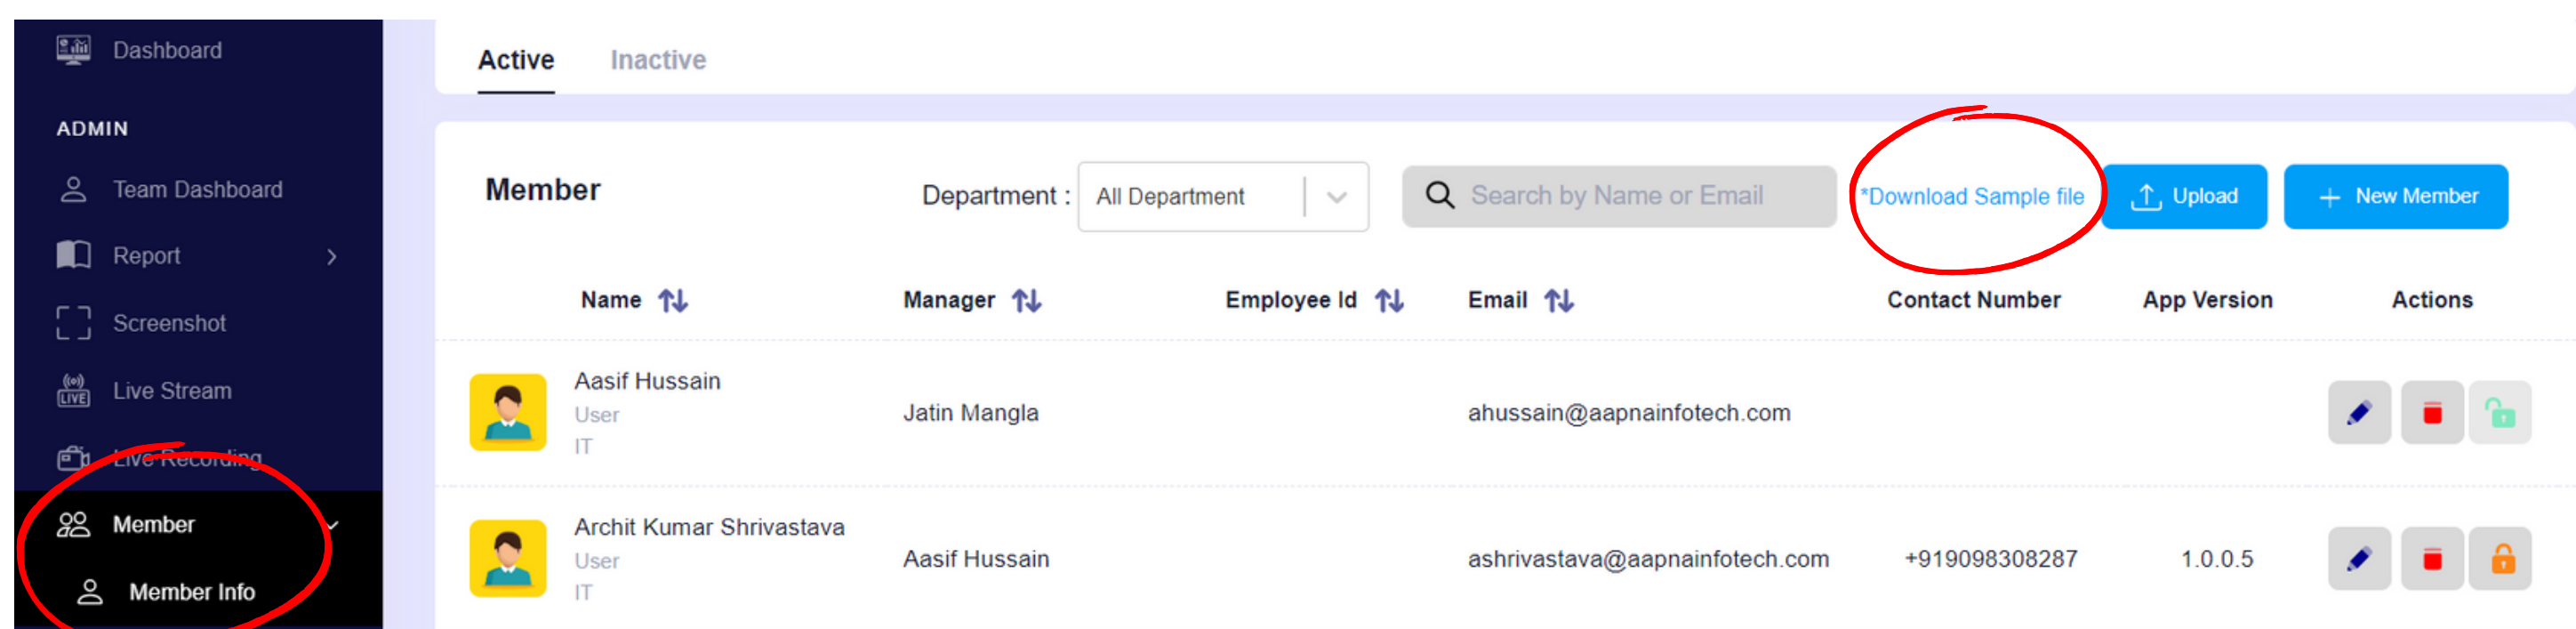 Dashboard
ADMIN
Team Dashboard
Report
Screenshot
LIVE Live Stream
Live Recording
Member
Member Info
Active Inactive
Member Department : All Department Search by Name or Email *Download Sample file Upload + New Member
Name Manager Employee Id Email Contact Number App Version Actions
Aasif Hussain
User
IT
Jatin Mangla ahussain@aapnainfotech.com
Archit Kumar Shrivastava
User
IT
Aasif Hussain ashrivastava@aapnainfotech.com +919098308287 1.0.0.5